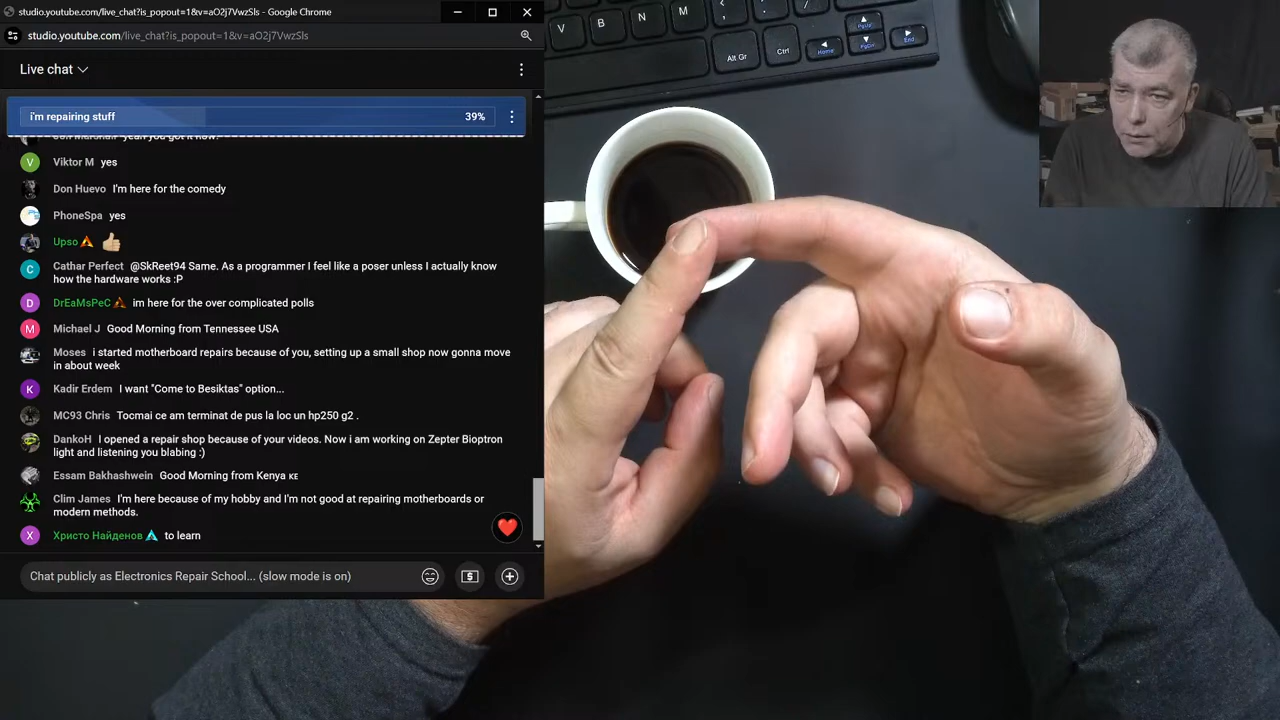 studio.youtube.com/live_chat?is_popout=1&v=aO2j7VwzSls - Google Chrome
studio.youtube.com/live_chat?is_popout=1&v=aO2j7VwzSls
Live chat
i'm repairing stuff 39%
Viktor M yes
Don Huevo I'm here for the comedy
PhoneSpa yes
Upso
Cathar Perfect @SkReet94 Same. As a programmer I feel like a poser unless I actually know
how the hardware works :P
DrEaMsPeC im here for the over complicated polls
Michael J Good Morning from Tennessee USA
Moses i started motherboard repairs because of you, setting up a small shop now gonna move
in about week
Kadir Erdem I want "Come to Besiktas" option...
MC93 Chris Tocmai ce am terminat de pus la loc un hp250 g2 .
DankoH I opened a repair shop because of your videos. Now i am working on Zepter Bioptron
light and listening you blabing :)
Essam Bakhashwein Good Morning from Kenya KE
Clim James I'm here because of my hobby and I'm not good at repairing motherboards or
modern methods.
Христо Найденов to learn
Chat publicly as Electronics Repair School... (slow mode is on)
V B N M
Alt Gr Ctrl Home PgUp PgDn End